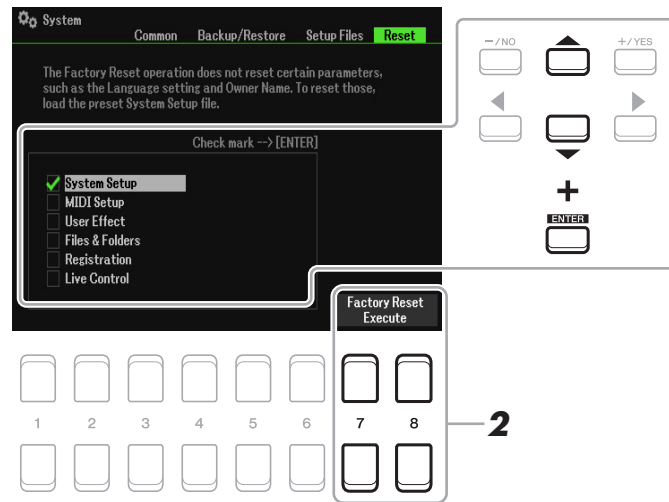 System
Common Backup/Restore Setup Files Reset
The Factory Reset operation does not reset certain parameters,
such as the Language setting and Owner Name. To reset those,
load the preset System Setup file.
Check mark --> [ENTER]
System Setup
MIDI Setup
User Effect
Files & Folders
Registration
Live Control
Factory Reset
Execute
-/NO
+/YES
+
ENTER
1 2 3 4 5 6 7 8
2